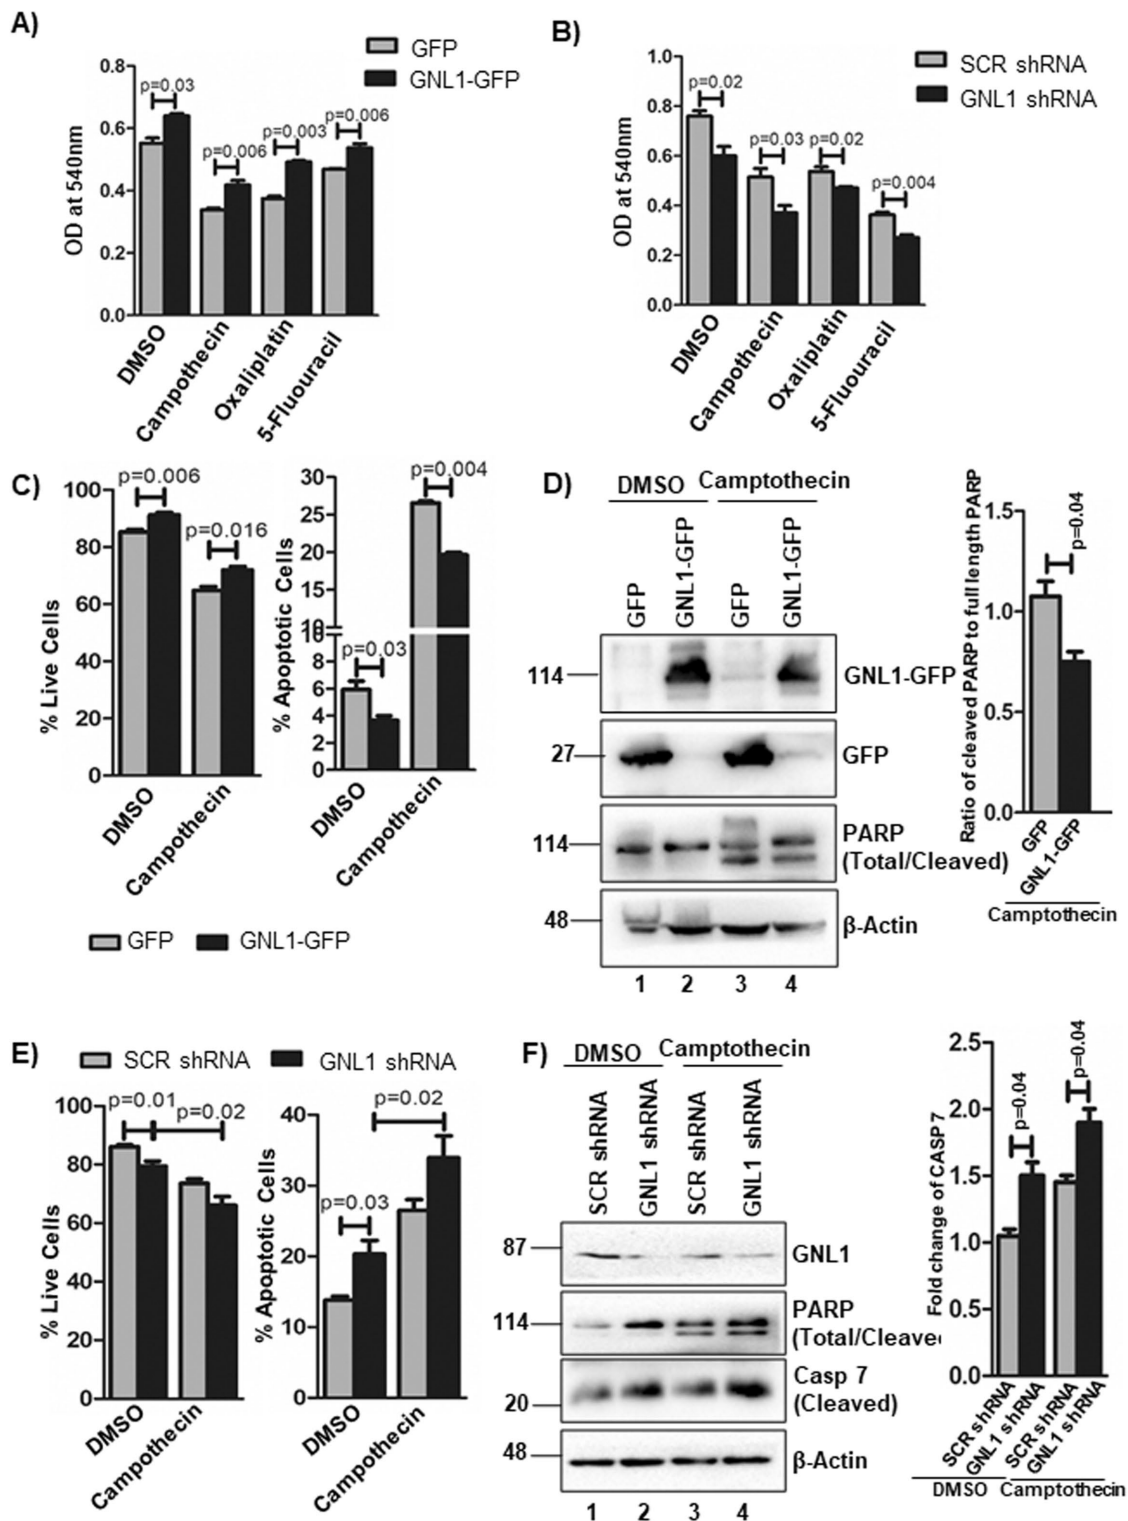 A)
GFP
GNL1-GFP
OD at 540nm
0.8
0.6
0.4
0.2
0.0
p=0.03
p=0.006
p=0.003
p=0.006
DMSO
Campothecin
Oxaliplatin
5-Fluouracil
B)
SCR shRNA
GNL1 shRNA
OD at 540nm
1.0
0.8
0.6
0.4
0.2
0.0
p=0.02
p=0.03
p=0.02
p=0.004
DMSO
Campothecin
Oxaliplatin
5-Fluouracil
C)
% Live Cells
100
80
60
40
20
0
p=0.006
p=0.016
DMSO
Campothecin
% Apoptotic Cells
30
25
20
15
10
8
6
4
2
0
p=0.03
p=0.004
DMSO
Campothecin
GFP
GNL1-GFP
D)
DMSO
Camptothecin
GFP
GNL1-GFP
GFP
GNL1-GFP
114
GNL1-GFP
27
GFP
114
PARP
(Total/Cleaved)
48
β-Actin
1 2 3 4
Ratio of cleaved PARP to full length PARP
1.5
1.0
0.5
0.0
p=0.04
GFP
GNL1-GFP
Camptothecin
E)
SCR shRNA
GNL1 shRNA
% Live Cells
100
80
60
40
20
0
p=0.01
p=0.02
DMSO
Campothecin
% Apoptotic Cells
40
30
20
10
0
p=0.03
p=0.02
DMSO
Campothecin
F)
DMSO
Camptothecin
SCR shRNA
GNL1 shRNA
SCR shRNA
GNL1 shRNA
87
GNL1
114
PARP
(Total/Cleave
20
Casp 7
(Cleaved)
48
β-Actin
1 2 3 4
Fold change of CASP7
2.5
2.0
1.5
1.0
0.5
0.0
p=0.04
p=0.04
SCR shRNA
GNL1 shRNA
SCR shRNA
GNL1 shRNA
DMSO
Camptothecin